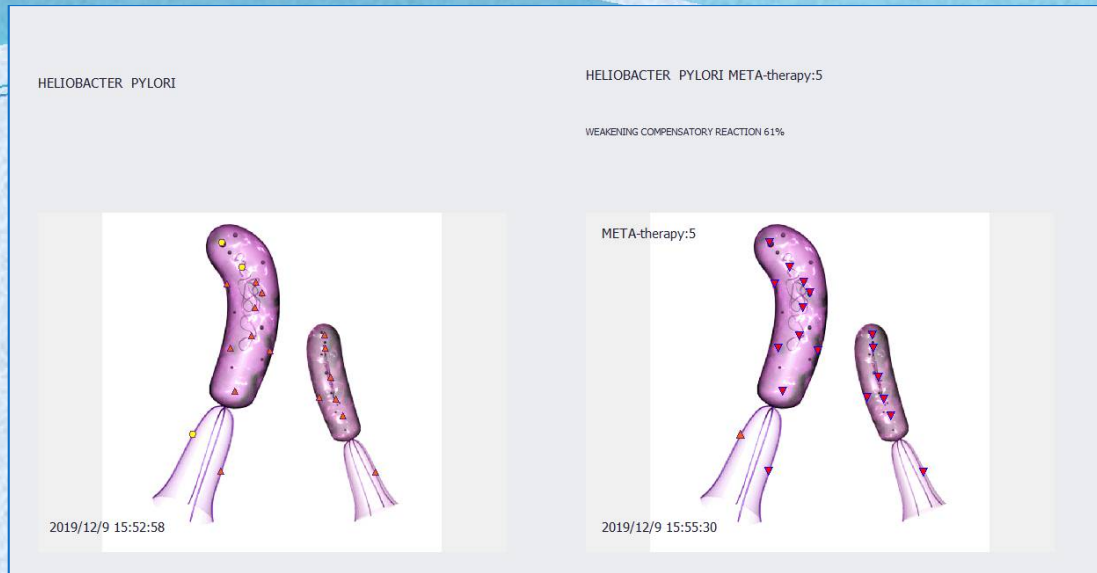 HELIOBACTER PYLORI
HELIOBACTER PYLORI META-therapy:5
WEAKENING COMPENSATORY REACTION 61%
2019/12/9 15:52:58
META-therapy:5
2019/12/9 15:55:30